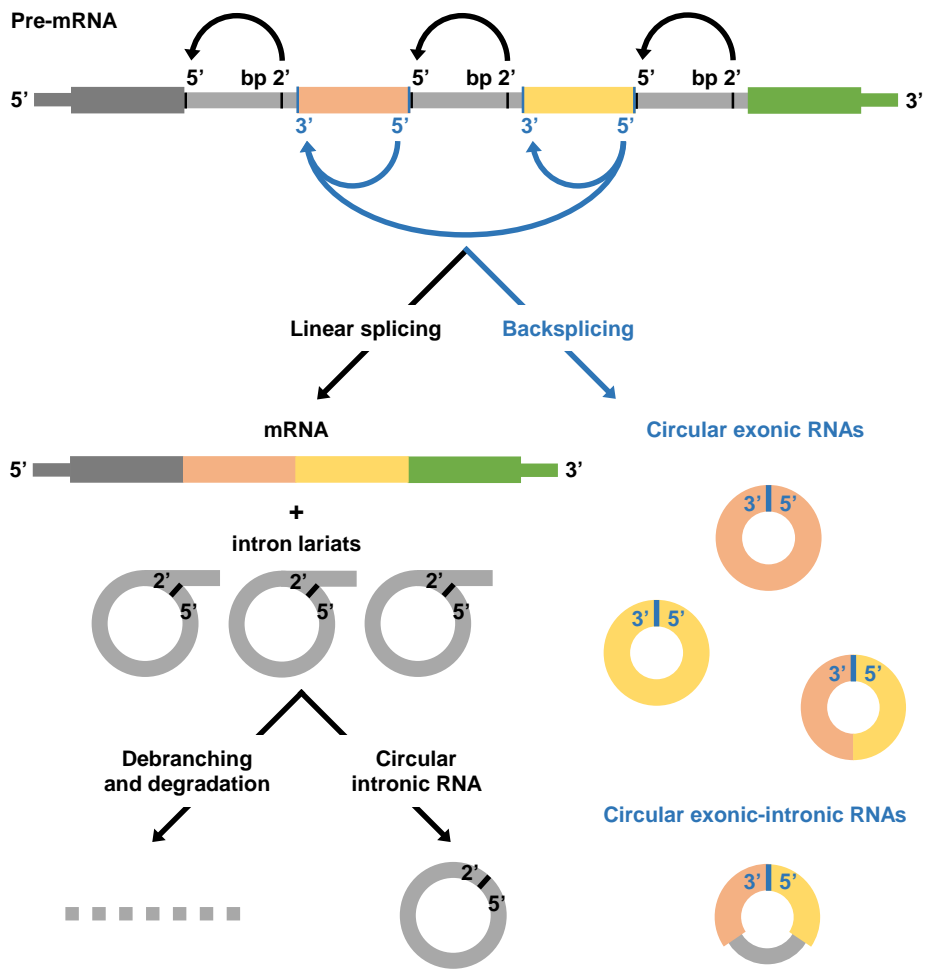 Pre-mRNA
5’ bp 2’ 5’ bp 2’ 5’ bp 2’
5’ 3’
3’ 5’ 3’ 5’
Linear splicing Backsplicing
mRNA Circular exonic RNAs
5’ 3’
3’ 5’
+
intron lariats
2’ 2’ 2’
5’ 5’ 5’
3’ 5’
3’ 5’
Debranching
and degradation
Circular
intronic RNA
Circular exonic-intronic RNAs
2’
5’
3’ 5’